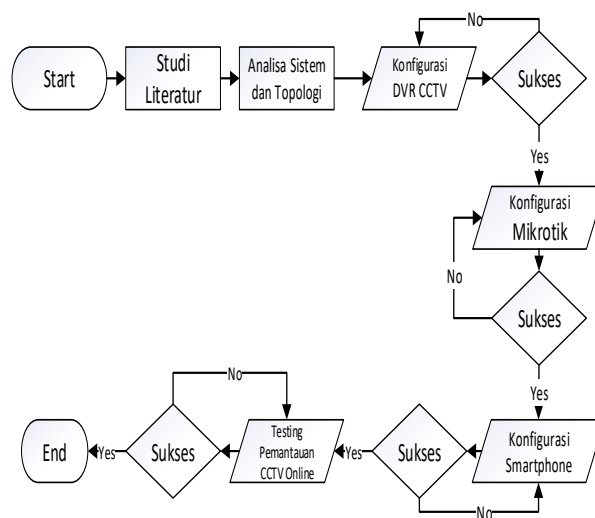 No
Start
Studi
Literatur
Analisa Sistem
dan Topologi
Konfigurasi
DVR CCTV
Sukses
Yes
Konfigurasi
Mikrotik
No
Sukses
Yes
Konfigurasi
Smartphone
No
Sukses
Yes
Testing
Pemantauan
CCTV Online
No
Sukses
Yes
End